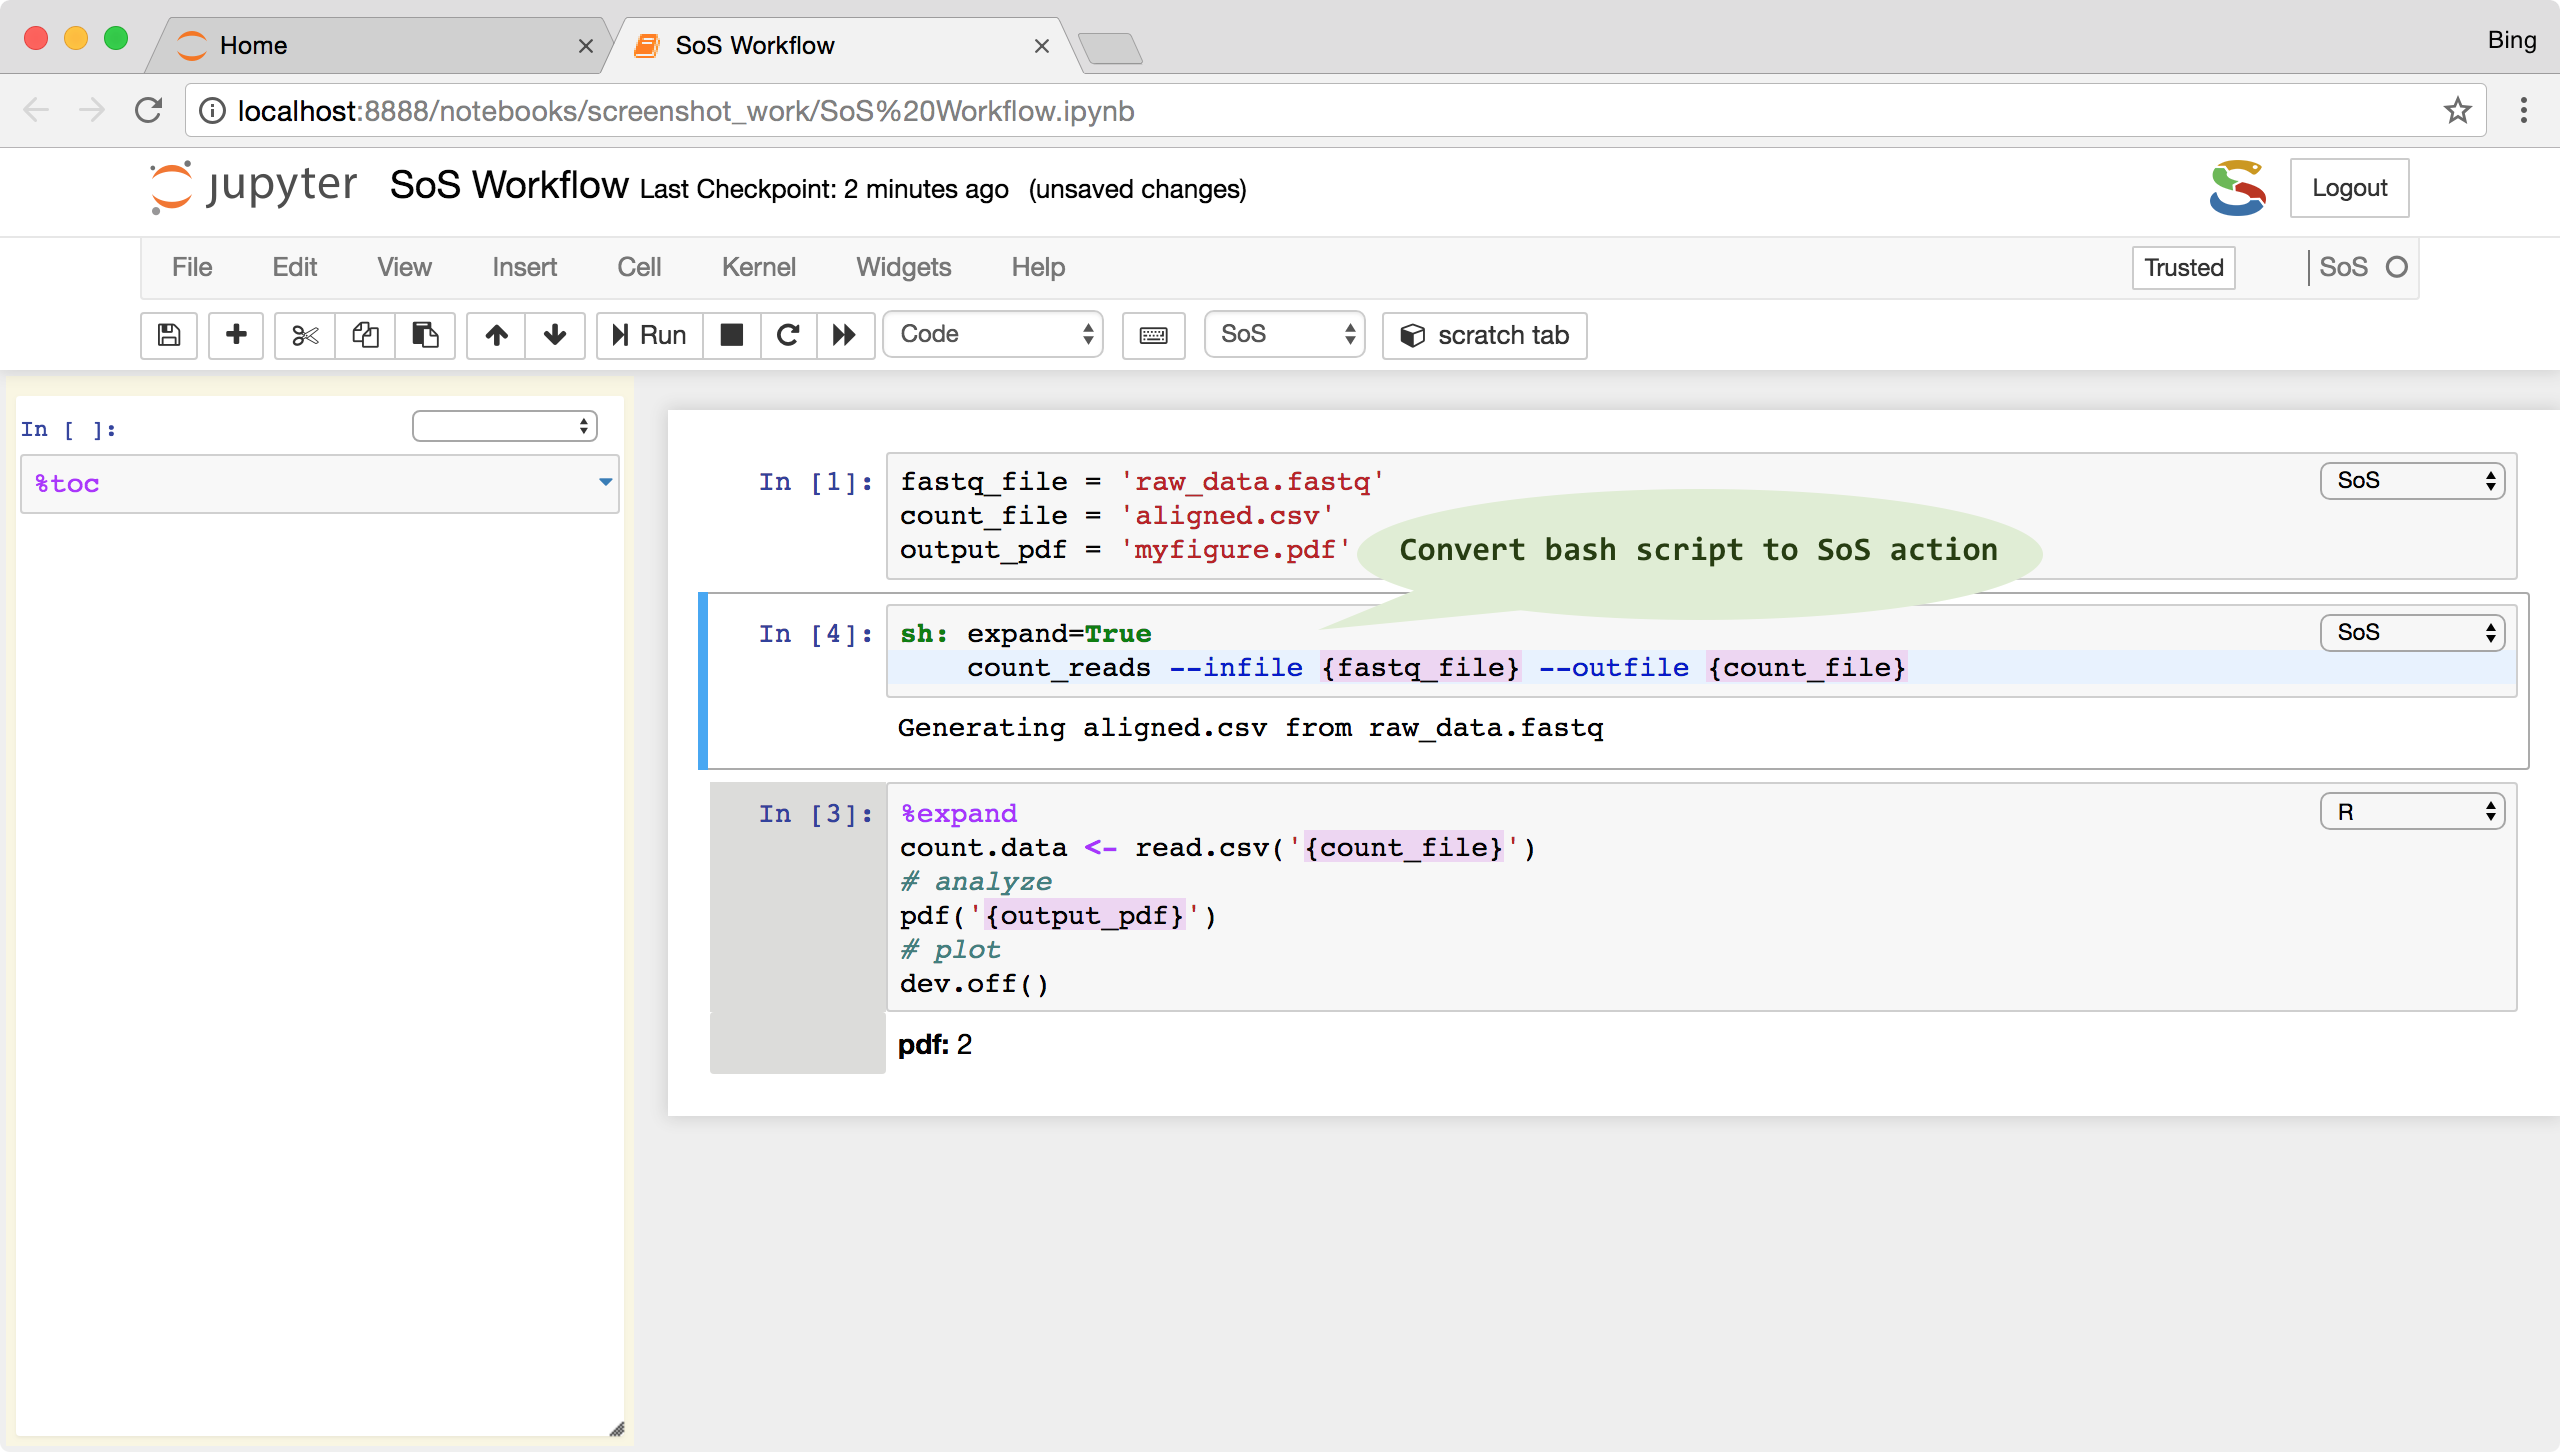 Home
SoS Workflow
Bing
localhost:8888/notebooks/screenshot_work/SoS%20Workflow.ipynb
jupyter SoS Workflow Last Checkpoint: 2 minutes ago (unsaved changes)
Logout
File Edit View Insert Cell Kernel Widgets Help
Trusted
SoS
Run
Code
SoS
scratch tab
In [ ]:
%toc
In [1]:
fastq_file = 'raw_data.fastq'
count_file = 'aligned.csv'
output_pdf = 'myfigure.pdf'
SoS
Convert bash script to SoS action
In [4]:
sh: expand=True
count_reads --infile {fastq_file} --outfile {count_file}
SoS
Generating aligned.csv from raw_data.fastq
In [3]:
%expand
count.data <- read.csv('{count_file}')
# analyze
pdf('{output_pdf}')
# plot
dev.off()
R
pdf: 2